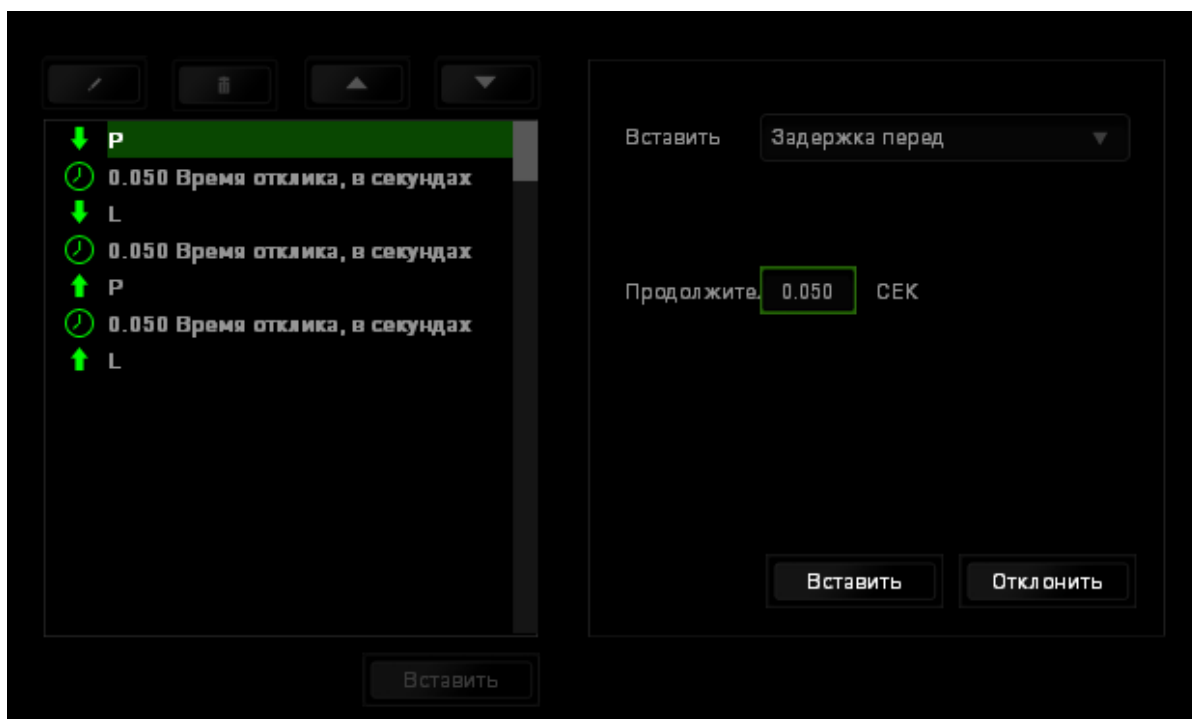 P
0.050 Время отклика, в секундах
L
0.050 Время отклика, в секундах
P
0.050 Время отклика, в секундах
L
Вставить
Вставить Задержка перед
Продолжите 0.050 СЕК
Вставить Отклонить